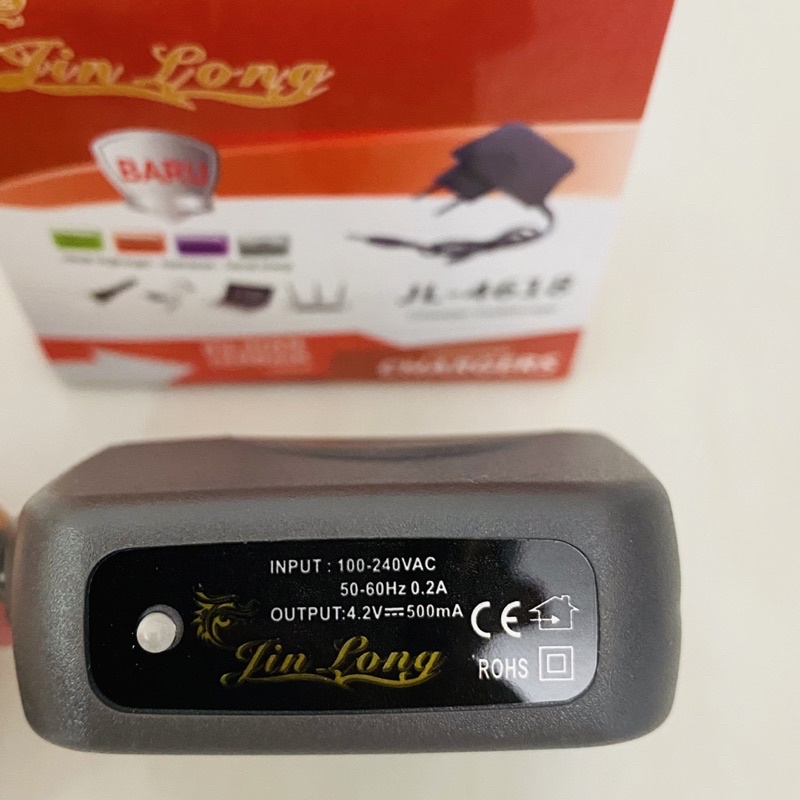 Jin Long
BARU
JL-4618
CHARGERS
INPUT : 100-240VAC
50-60Hz 0.2A
OUTPUT:4.2V⎓500mA
CE
Jin Long
ROHS